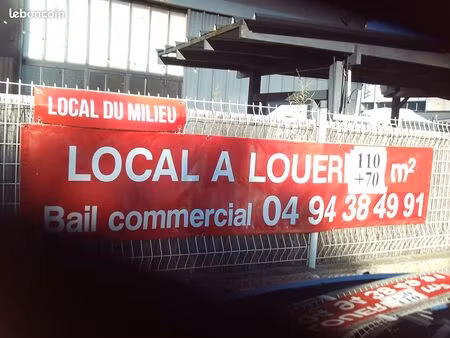 leboncoin
LOCAL DU MILIEU
LOCAL A LOUER 110 m²
+70
Bail commercial 04 94 38 49 91